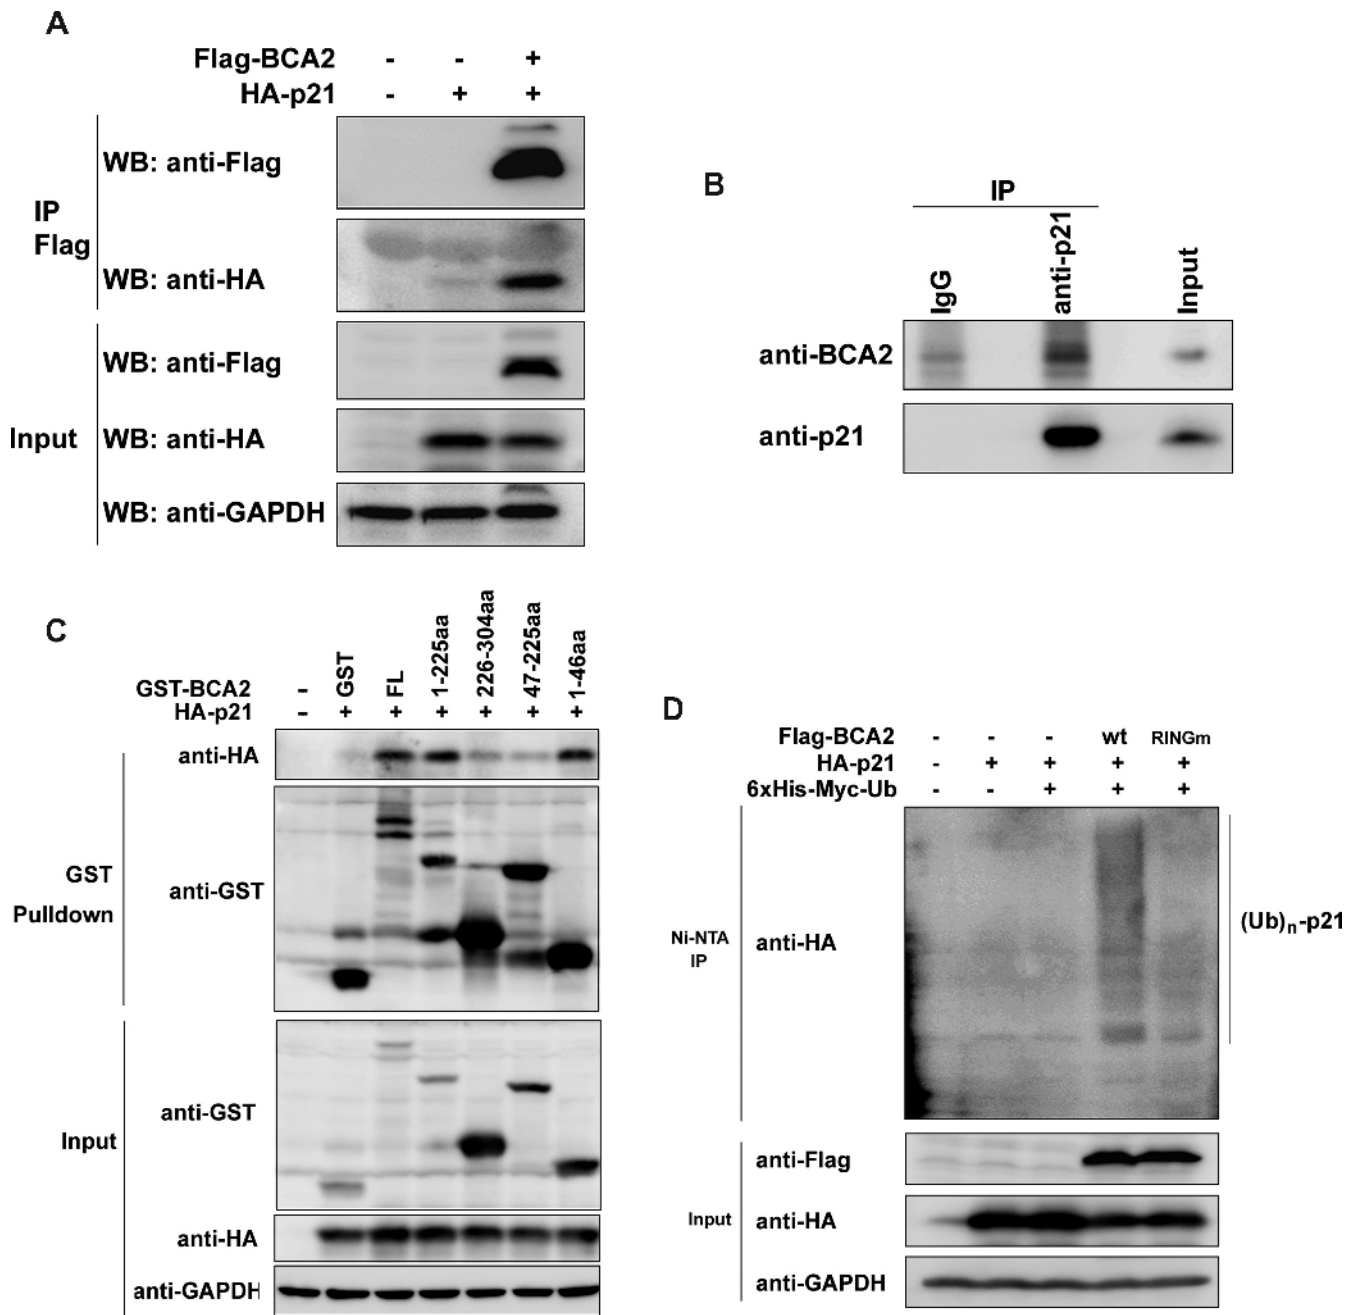 A
Flag-BCA2 - - +
HA-p21 - + +
IP
Flag
WB: anti-Flag
WB: anti-HA
Input
WB: anti-Flag
WB: anti-HA
WB: anti-GAPDH
B
IP
IgG
anti-p21
Input
anti-BCA2
anti-p21
C
GST
FL
1-225aa
226-304aa
47-225aa
1-46aa
GST-BCA2 -
HA-p21 - + + + + + +
GST
Pulldown
anti-HA
anti-GST
Input
anti-GST
anti-HA
anti-GAPDH
D
Flag-BCA2 - - - wt RINGm
HA-p21 - + + + +
6xHis-Myc-Ub - - + + +
Ni-NTA
IP
anti-HA
(Ub)n-p21
Input
anti-Flag
anti-HA
anti-GAPDH